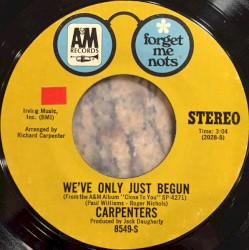 A&M
RECORDS
forget
me
nots
Irving Music,
Inc. (BMI)
Arranged by
Richard Carpenter
STEREO
Time: 3:04
(2028-S)
WE'VE ONLY JUST BEGUN
(From the A&M Album "Close To You" SP-4271)
(Paul Williams - Roger Nichols)
CARPENTERS
Produced by Jack Daugherty
8549-S